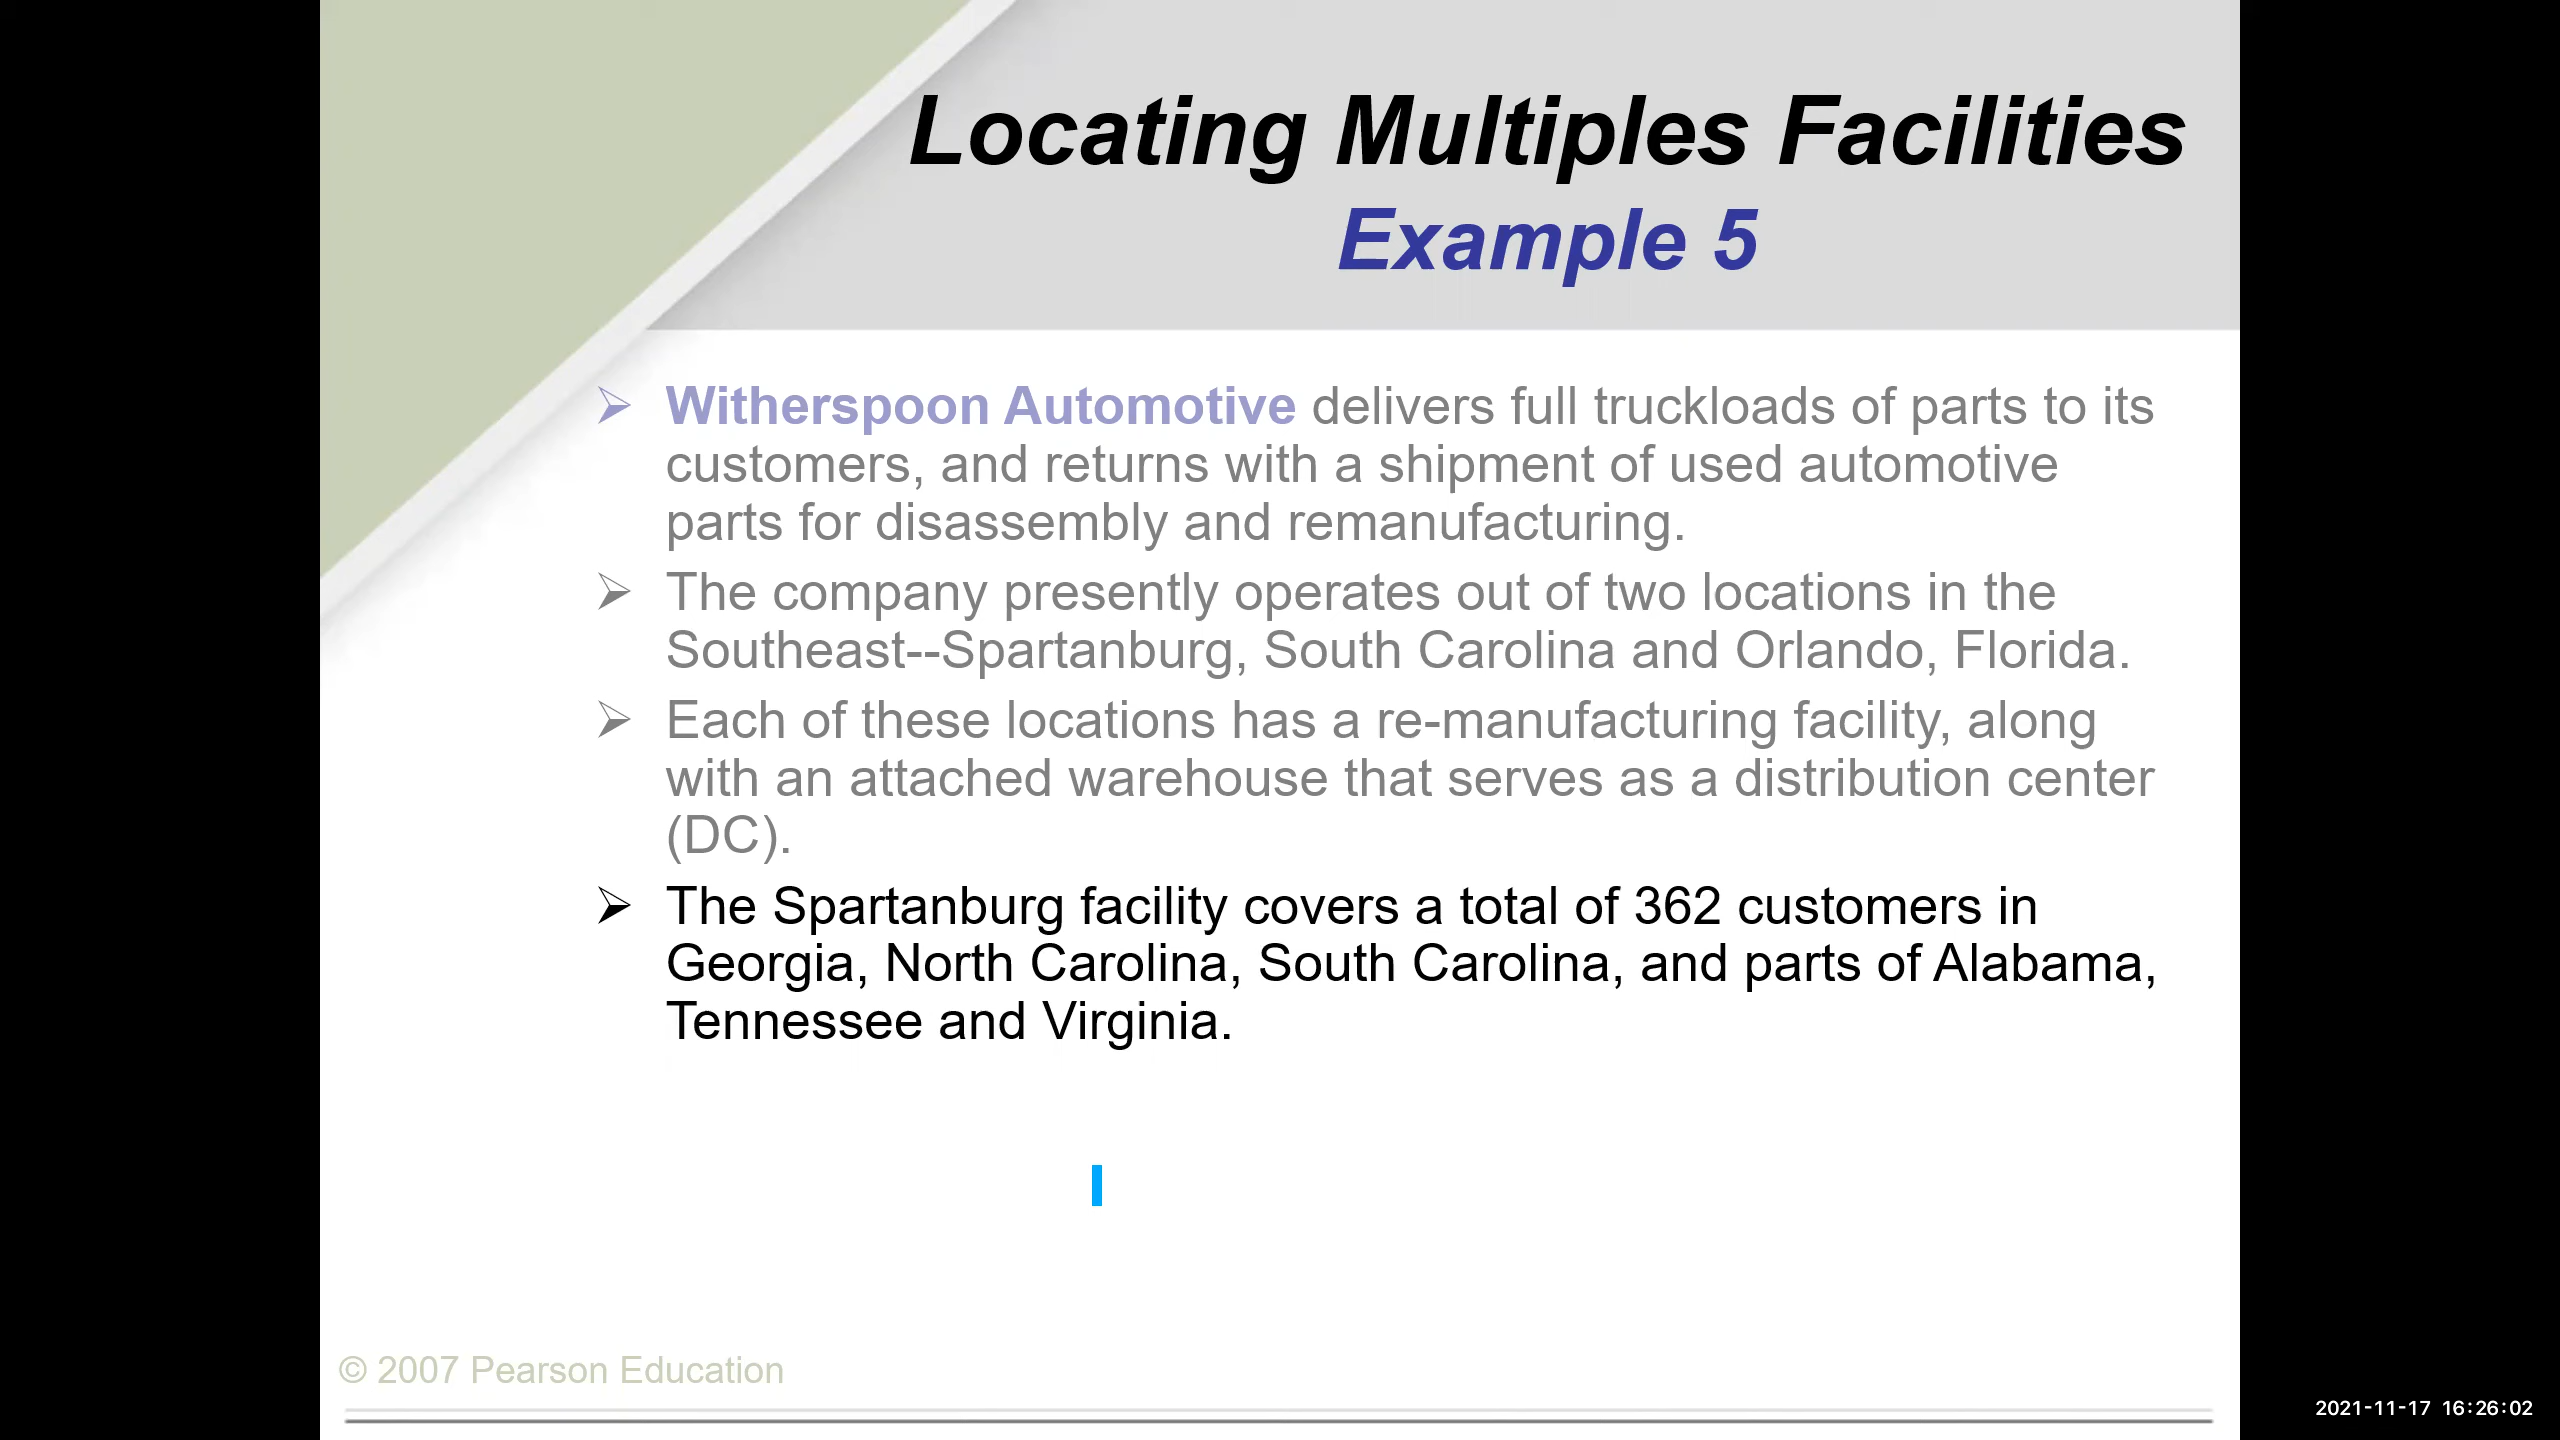 Locating Multiples Facilities
Example 5
Witherspoon Automotive delivers full truckloads of parts to its
customers, and returns with a shipment of used automotive
parts for disassembly and remanufacturing.
The company presently operates out of two locations in the
Southeast--Spartanburg, South Carolina and Orlando, Florida.
Each of these locations has a re-manufacturing facility, along
with an attached warehouse that serves as a distribution center
(DC).
The Spartanburg facility covers a total of 362 customers in
Georgia, North Carolina, South Carolina, and parts of Alabama,
Tennessee and Virginia.
© 2007 Pearson Education
2021-11-17 16:26:02